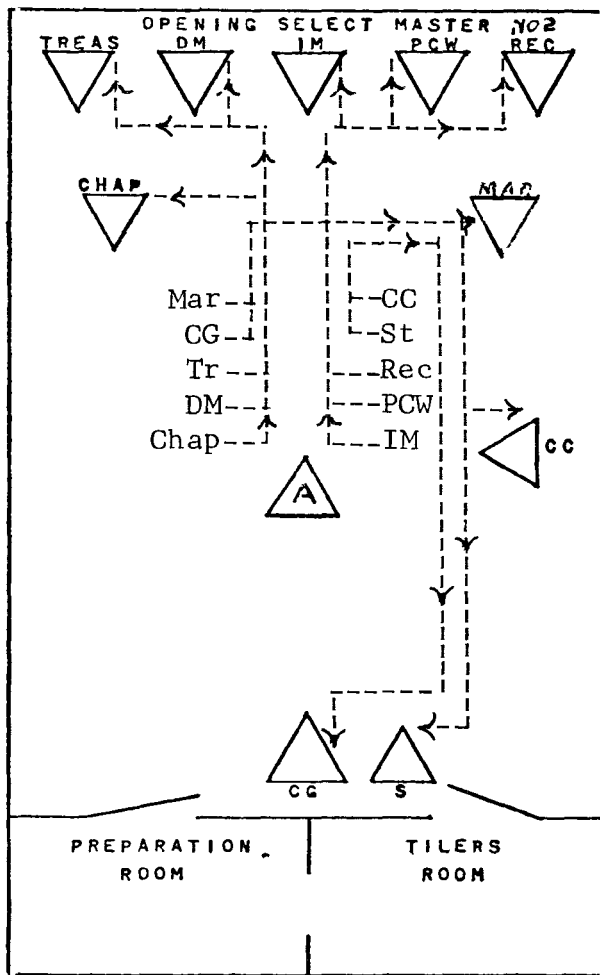 OPENING SELECT MASTER NO2
TREAS DM IM PCW REC
CHAP MAR
Mar CC
CG St
Tr Rec
DM PCW
Chap IM
A
CC
CG S
PREPARATION TILERS
ROOM ROOM